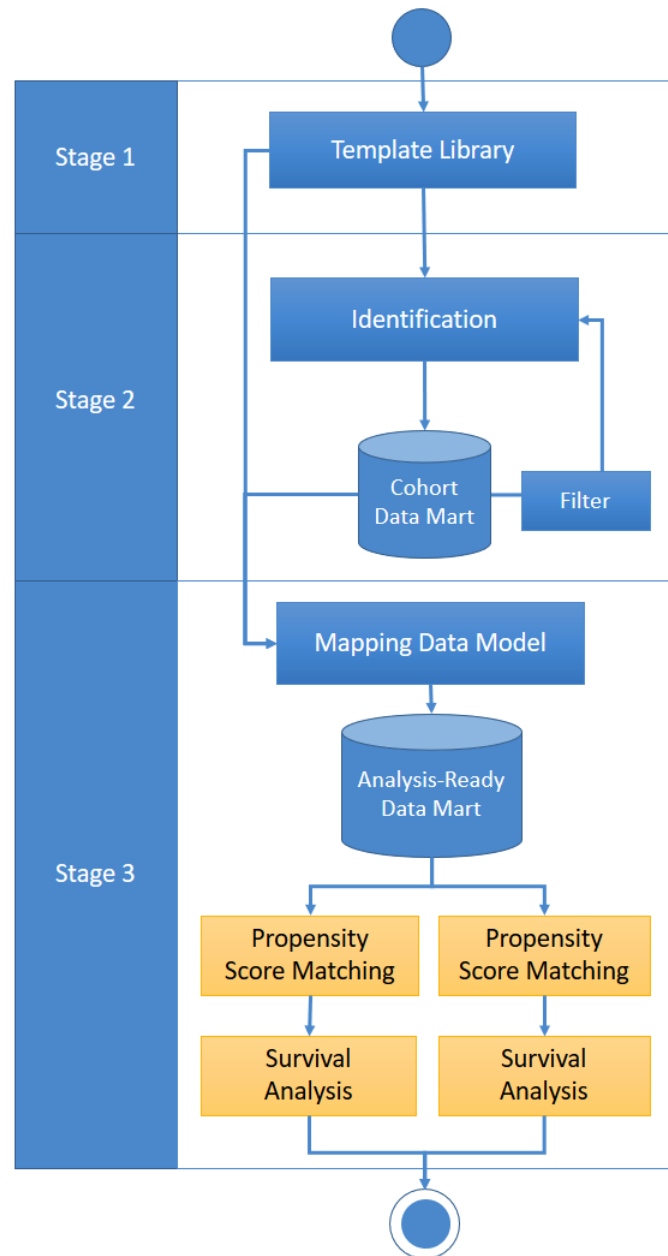 Stage 1
Template Library
Stage 2
Identification
Cohort
Data Mart
Filter
Stage 3
Mapping Data Model
Analysis-Ready
Data Mart
Propensity
Score Matching
Propensity
Score Matching
Survival
Analysis
Survival
Analysis